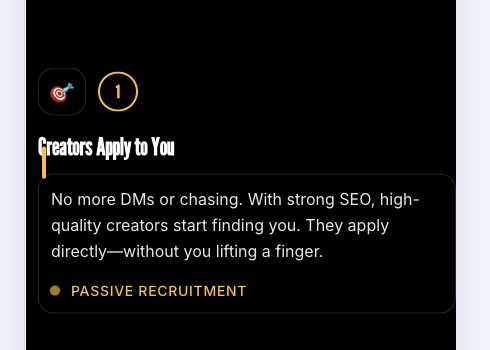 1
Creators Apply to You
No more DMs or chasing. With strong SEO, high-
quality creators start finding you. They apply
directly—without you lifting a finger.
PASSIVE RECRUITMENT